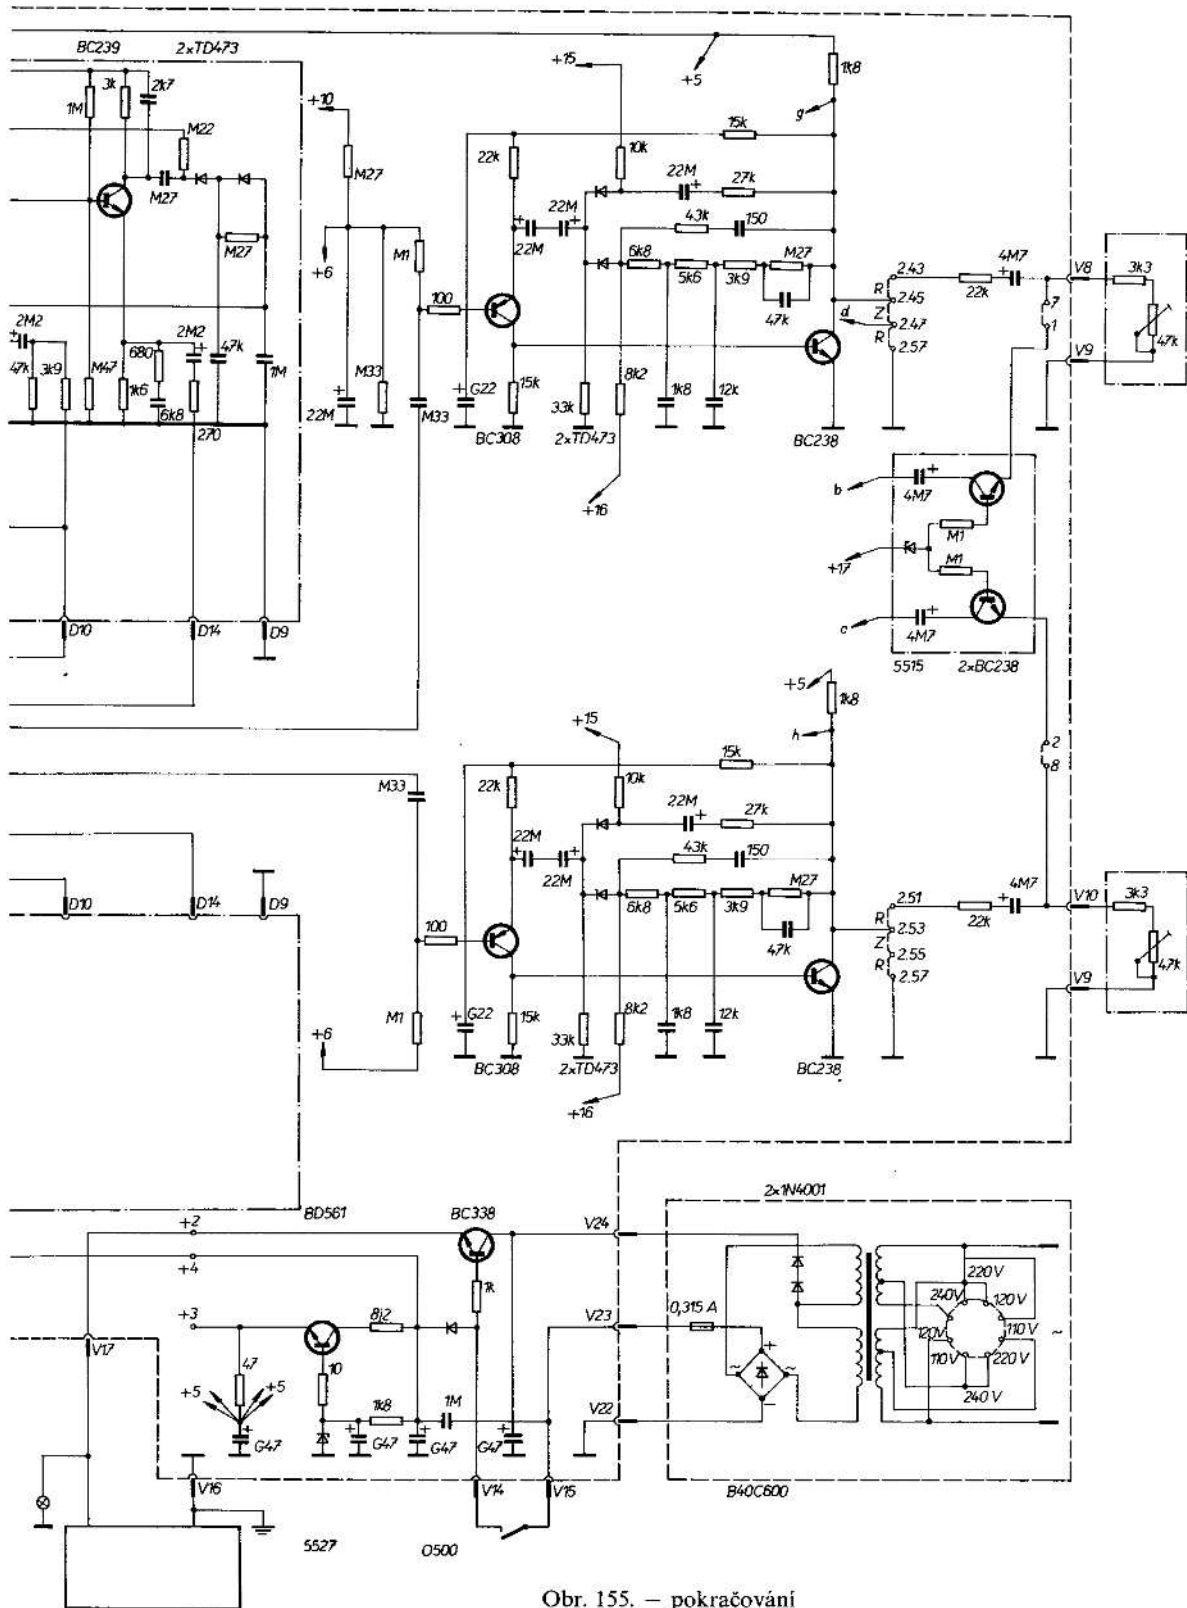 BC239 2xTD473
3k
2k7
1M
M22
M27
M27
2M2
47k
3k9
M47
1k6
680
6k8
2M2
270
47k
1M
D10
D14
D9
+10
M27
+6
M1
100
22M
M33
M33
+15
+5
1k8
g
15k
22k
10k
22M
27k
22M
22M
43k
150
6k8
5k6
3k9
M27
47k
G22
15k
33k
8k2
1k8
12k
BC308
2xTD473
BC238
+16
2.43
R
2.45
Z
d
2.47
R
2.57
22k
4M7
V8
7
1
V9
3k3
47k
b
4M7
M1
+17
M1
c
4M7
5515
2xBC238
+5
1k8
h
+15
15k
M33
22k
10k
22M
27k
22M
22M
43k
150
6k8
5k6
3k9
M27
47k
D10
D14
D9
100
M1
+6
G22
15k
33k
8k2
1k8
12k
BC308
2xTD473
BC238
+16
2
8
2.51
R
2.53
Z
2.55
R
2.57
22k
4M7
V10
V9
3k3
47k
2x1N4001
BD561
BC338
+2
+4
+3
V24
1k
8j2
V23
0,315 A
V17
47
10
+5
+5
1k8
1M
V22
G47
G47
G47
G47
V16
V14
V15
5527
0500
220 V
240V
120V
120V
110 V
110V
220V
240 V
~
+
~
~
−
B40C600
Obr. 155. — pokračování